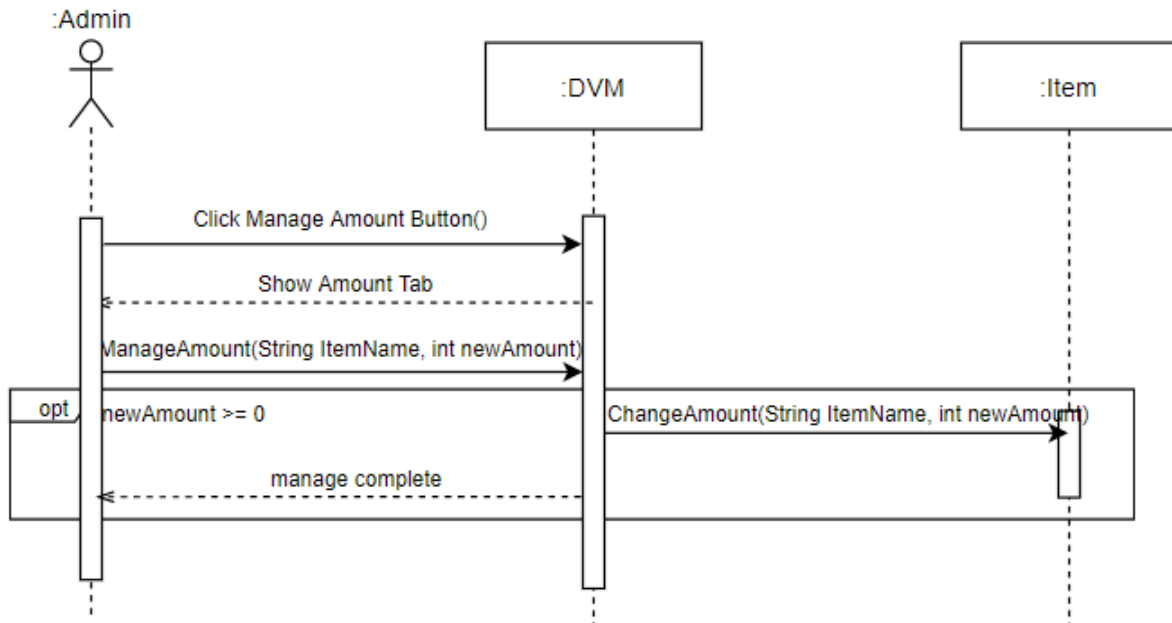 :Admin
:DVM
:Item
Click Manage Amount Button()
Show Amount Tab
ManageAmount(String ItemName, int newAmount)
opt
newAmount >= 0
ChangeAmount(String ItemName, int newAmount)
manage complete